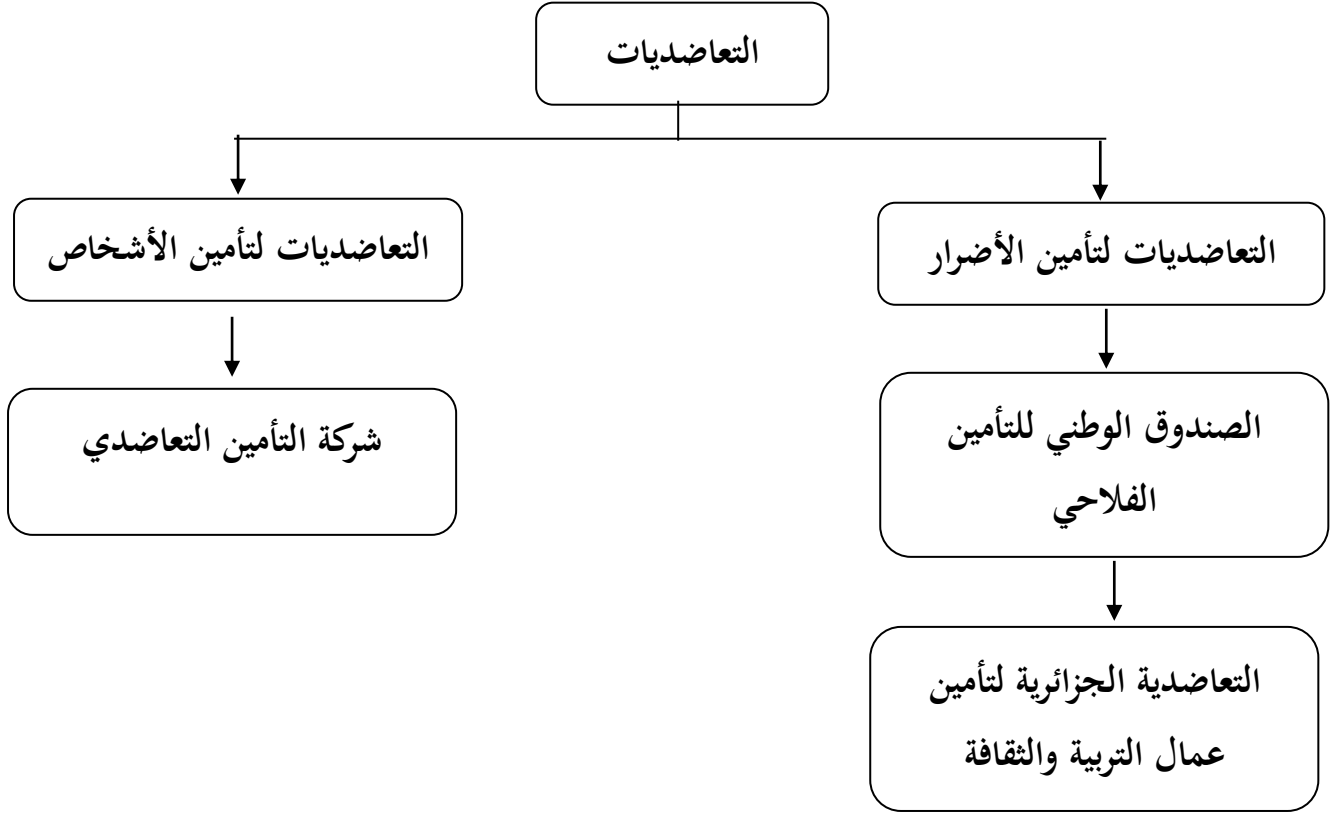 التعاضديات
التعاضديات لتأمين الأضرار
التعاضديات لتأمين الأشخاص
الصندوق الوطني للتأمين
الفلاحي
شركة التأمين التعاضدي
التعاضدية الجزائرية لتأمين
عمال التربية والثقافة